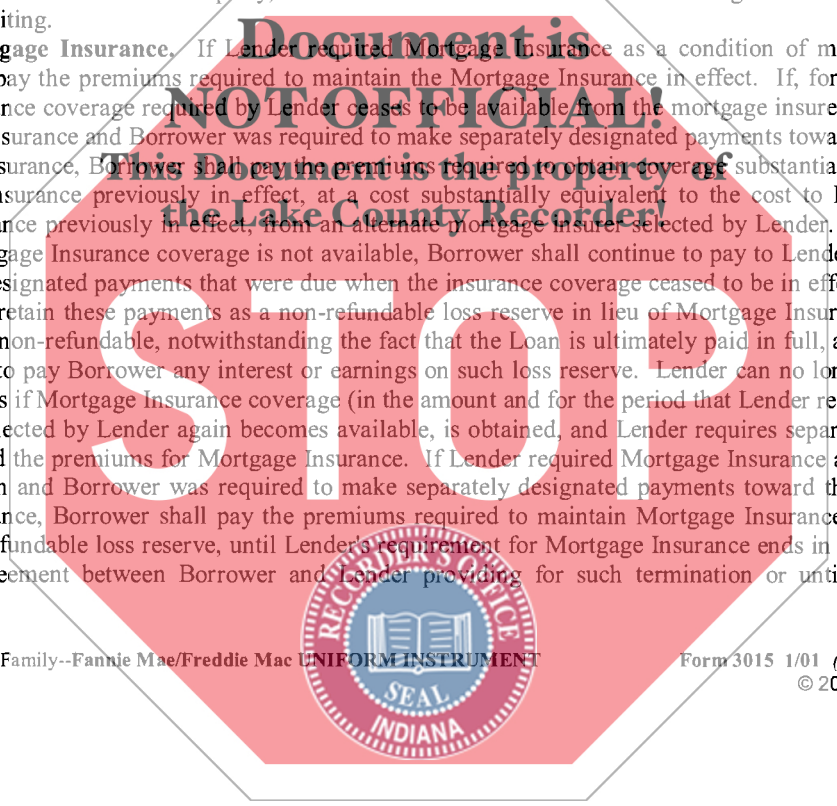 iting.
Document is
gage Insurance. If Lender required Mortgage Insurance as a condition of m
pay the premiums required to maintain the Mortgage Insurance in effect. If, for
NOT OFFICIAL!
nce coverage required by Lender ceases to be available from the mortgage insure
surance and Borrower was required to make separately designated payments towa
This Document is the property of
surance, Borrower shall pay the premiums required to obtain coverage substantia
nsurance previously in effect, at a cost substantially equivalent to the cost to
the Lake County Recorder!
nce previously in effect, from an alternate mortgage insurer selected by Lender.
gage Insurance coverage is not available, Borrower shall continue to pay to Lende
esignated payments that were due when the insurance coverage ceased to be in eff
retain these payments as a non-refundable loss reserve in lieu of Mortgage Insur
non-refundable, notwithstanding the fact that the Loan is ultimately paid in full, a
to pay Borrower any interest or earnings on such loss reserve. Lender can no lon
STOP
s if Mortgage Insurance coverage (in the amount and for the period that Lender re
ected by Lender again becomes available, is obtained, and Lender requires separ
d the premiums for Mortgage Insurance. If Lender required Mortgage Insurance a
n and Borrower was required to make separately designated payments toward th
nce, Borrower shall pay the premiums required to maintain Mortgage Insurance
fundable loss reserve, until Lender's requirement for Mortgage Insurance ends in
eement between Borrower and Lender providing for such termination or unti
RECORDER'S OFFICE
Family--Fannie Mae/Freddie Mac UNIFORM INSTRUMENT Form 3015 1/01 (
© 20
SEAL
INDIANA